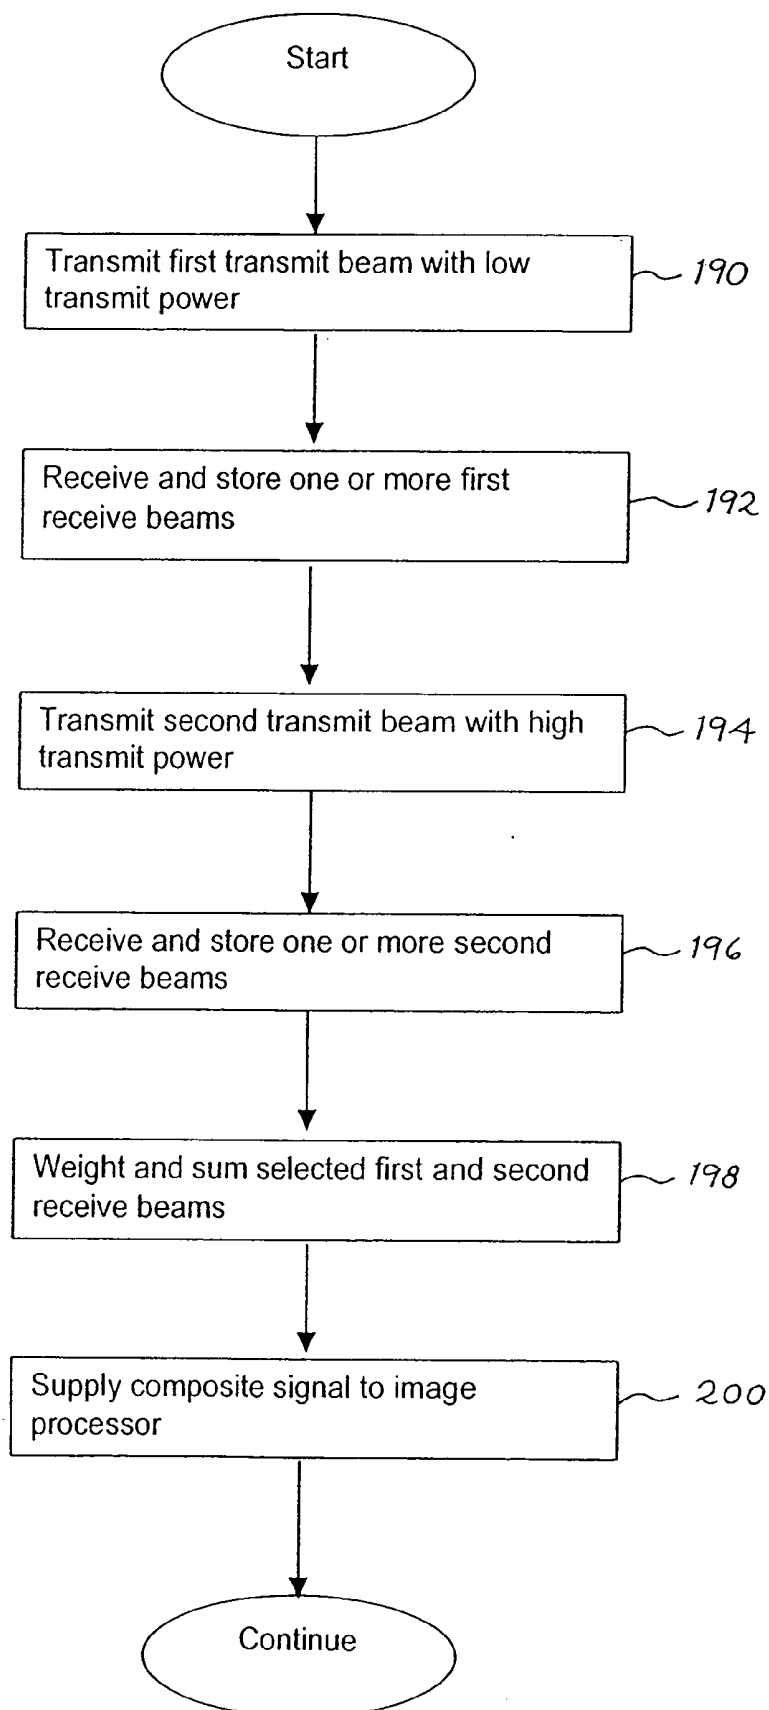 Start
Transmit first transmit beam with low
transmit power
190
Receive and store one or more first
receive beams
192
Transmit second transmit beam with high
transmit power
194
Receive and store one or more second
receive beams
196
Weight and sum selected first and second
receive beams
198
Supply composite signal to image
processor
200
Continue